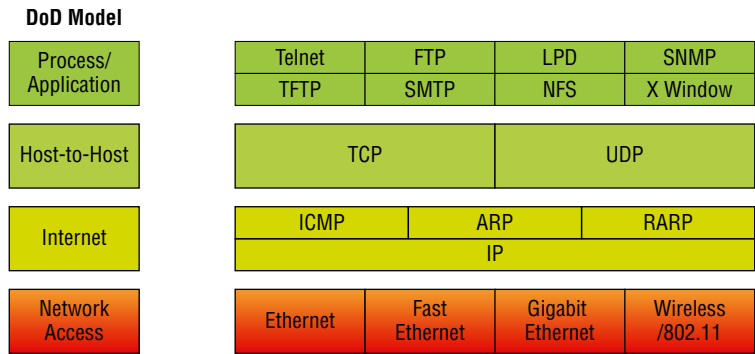 DoD Model
Process/
Application
Telnet FTP LPD SNMP
TFTP SMTP NFS X Window
Host-to-Host TCP UDP
Internet
ICMP ARP RARP
IP
Network
Access
Ethernet
Fast
Ethernet
Gigabit
Ethernet
Wireless
/802.11